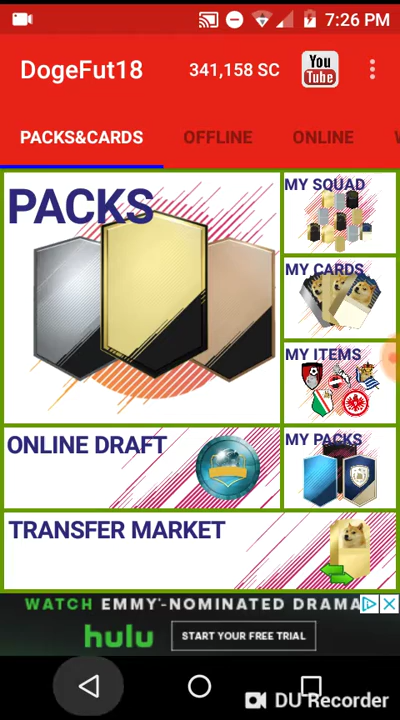 7:26 PM
DogeFut18
341,158 SC
You
Tube
PACKS&CARDS
OFFLINE
ONLINE
PACKS
MY SQUAD
MY CARDS
MY ITEMS
ONLINE DRAFT
MY PACKS
TRANSFER MARKET
WATCH EMMY®-NOMINATED DRAMA
hulu
START YOUR FREE TRIAL
DU Recorder